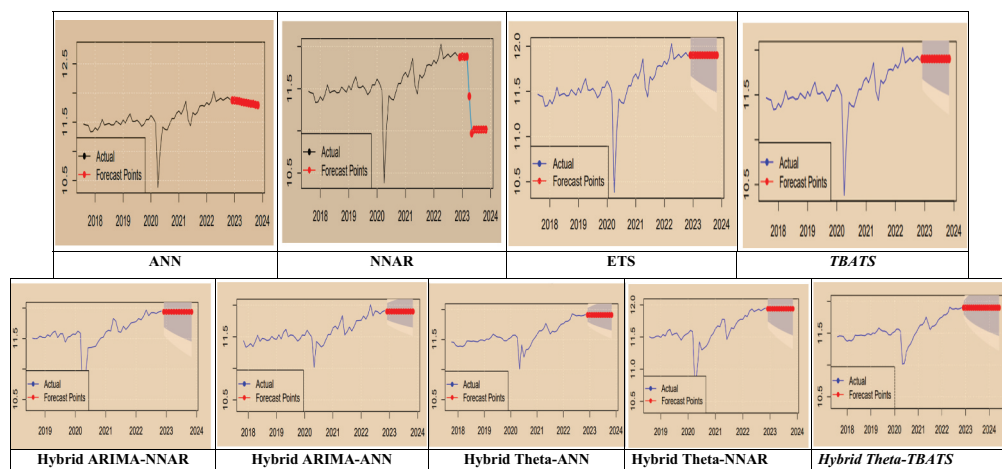 12.5
11.5
10.5
Actual
Forecast Points
2018 2019 2020 2021 2022 2023 2024
ANN
11.5
10.5
Actual
Forecast Points
2018 2019 2020 2021 2022 2023 2024
NNAR
12.0
11.5
11.0
10.5
Actual
Forecast Points
2018 2019 2020 2021 2022 2023 2024
ETS
11.5
10.5
Actual
Forecast Points
2018 2019 2020 2021 2022 2023 2024
TBATS
11.5
10.5
Actual
Forecast Points
2019 2020 2021 2022 2023 2024
Hybrid ARIMA-NNAR
11.5
10.5
Actual
Forecast Points
2018 2019 2020 2021 2022 2023 2024
Hybrid ARIMA-ANN
11.5
10.5
Actual
Forecast Points
2018 2019 2020 2021 2022 2023 2024
Hybrid Theta-ANN
12.0
11.5
11.0
10.5
Actual
Forecast Points
2019 2020 2021 2022 2023 2024
Hybrid Theta-NNAR
11.5
10.5
Actual
Forecast Points
2018 2019 2020 2021 2022 2023 2024
Hybrid Theta-TBATS